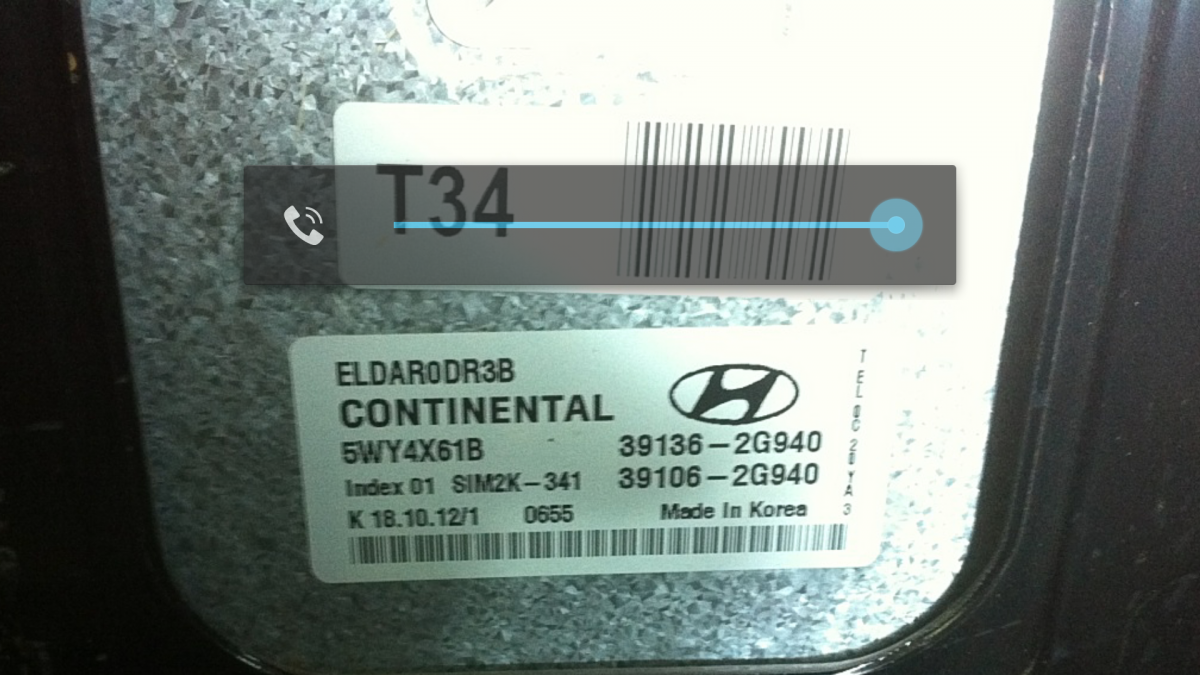 T34
ELDAR0DR3B
CONTINENTAL
5WY4X61B
39136-2G940
Index 01 SIM2K-341
39106-2G940
K 18.10.12/1 0655 Made In Korea